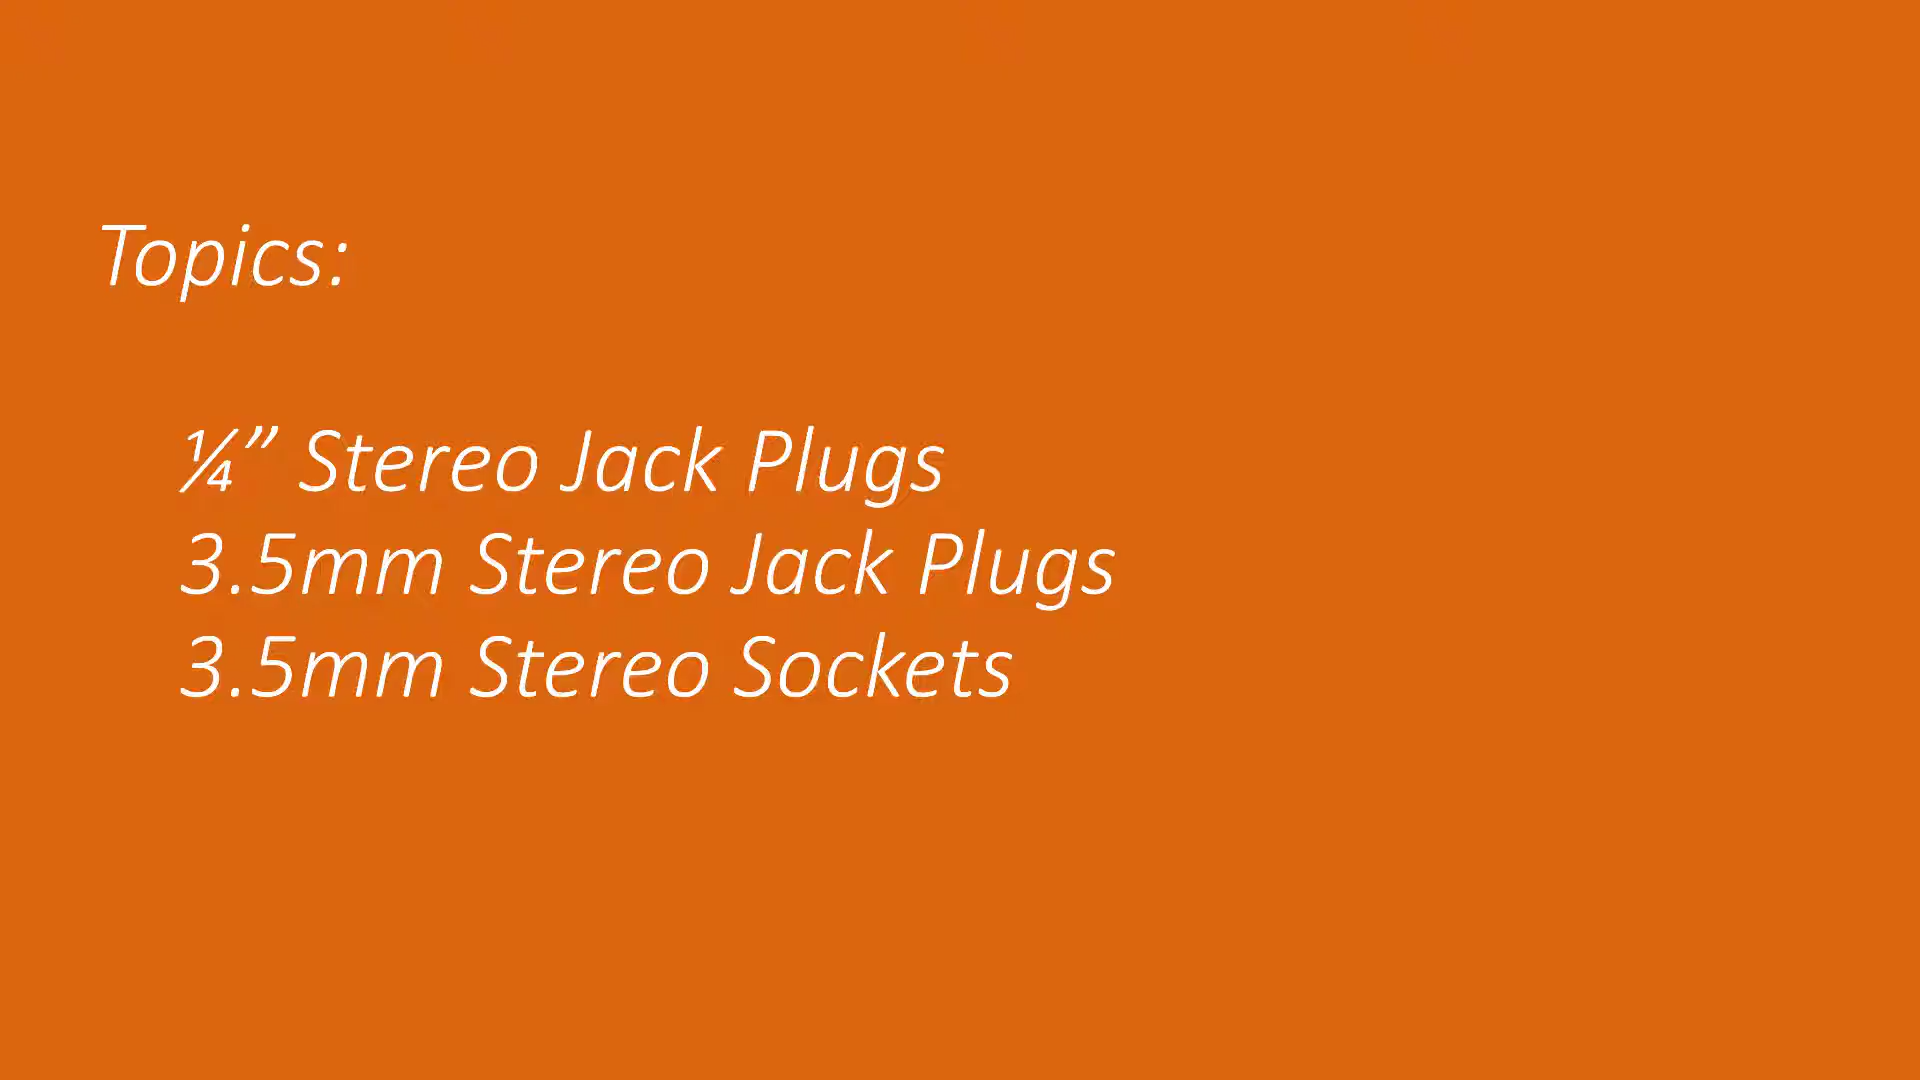 Topics:
¼” Stereo Jack Plugs
3.5mm Stereo Jack Plugs
3.5mm Stereo Sockets